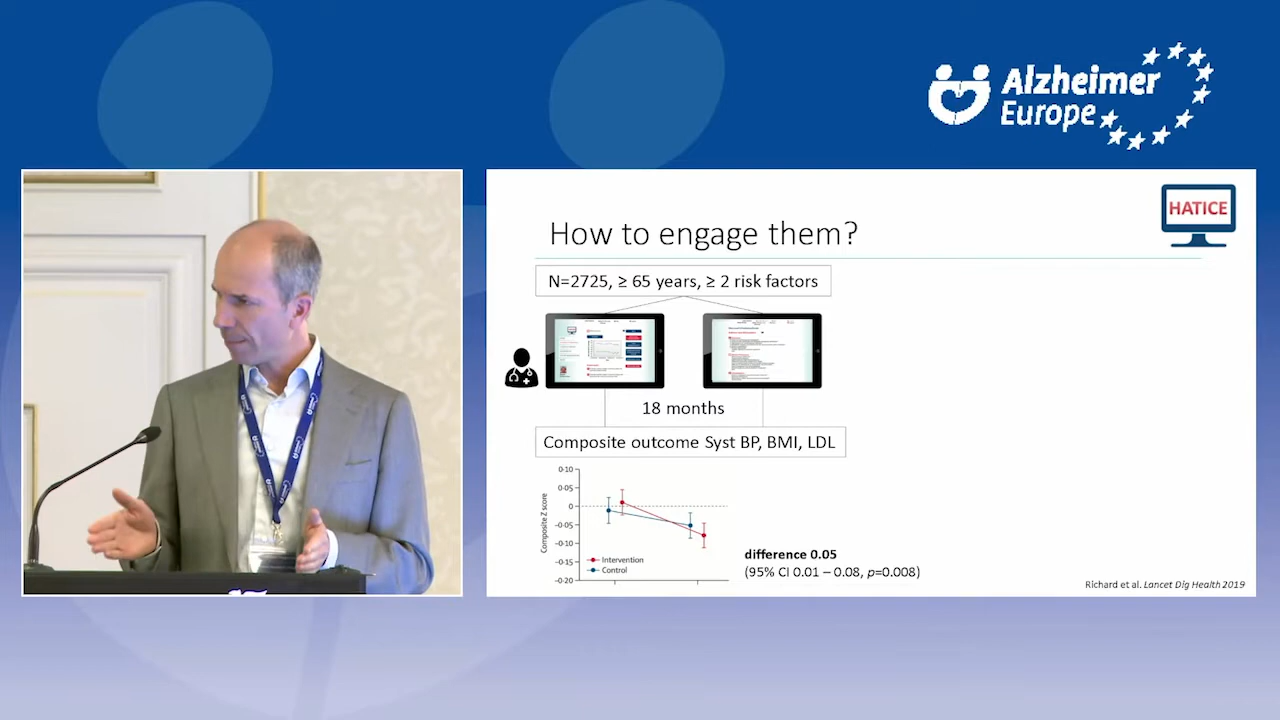 Alzheimer
Europe
HATICE
How to engage them?
N=2725, ≥ 65 years, ≥ 2 risk factors
18 months
Composite outcome Syst BP, BMI, LDL
Composite Z score
0·10
0·05
0
−0·05
−0·10
−0·15
−0·20
Intervention
Control
difference 0.05
(95% CI 0.01 – 0.08, p=0.008)
Richard et al. Lancet Dig Health 2019